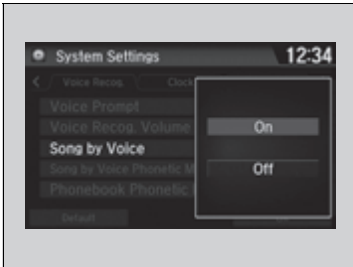 System Settings 12:34
Voice Recog. Clock
Voice Prompt
Voice Recog. Volume
On
Song by Voice
Off
Song by Voice Phonetic M
Phonebook Phonetic
Default